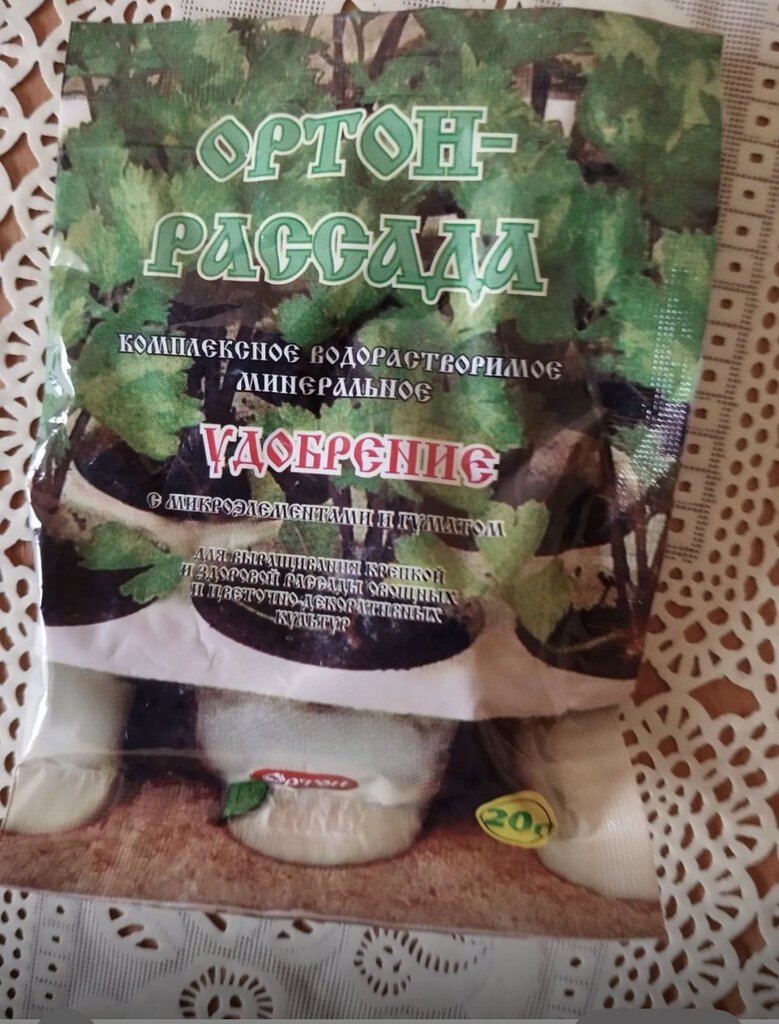 ОРТОН-
РАССАДА
КОМПЛЕКСНОЕ ВОДОРАСТВОРИМОЕ
МИНЕРАЛЬНОЕ
УДОБРЕНИЕ
С МИКРОЭЛЕМЕНТАМИ И ГУМАТОМ
ДЛЯ ВЫРАЩИВАНИЯ КРЕПКОЙ
И ЗДОРОВОЙ РАССАДЫ ОВОЩНЫХ
И ЦВЕТОЧНО-ДЕКОРАТИВНЫХ
КУЛЬТУР
Ортон
20г